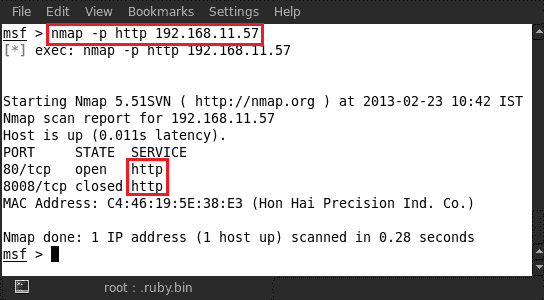 File Edit View Bookmarks Settings Help
msf > nmap -p http 192.168.11.57
[*] exec: nmap -p http 192.168.11.57
Starting Nmap 5.51SVN ( http://nmap.org ) at 2013-02-23 10:42 IST
Nmap scan report for 192.168.11.57
Host is up (0.011s latency).
PORT STATE SERVICE
80/tcp open http
8008/tcp closed http
MAC Address: C4:46:19:5E:38:E3 (Hon Hai Precision Ind. Co.)
Nmap done: 1 IP address (1 host up) scanned in 0.28 seconds
msf >
root : .ruby.bin